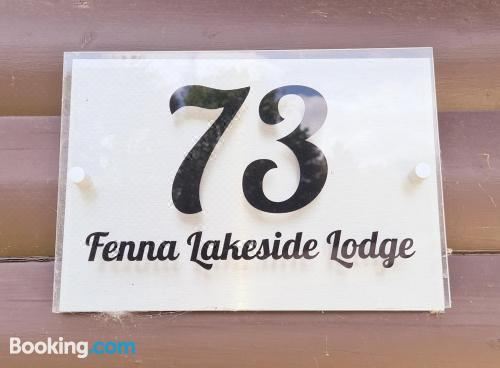 73
Fenna Lakeside Lodge
Booking.com